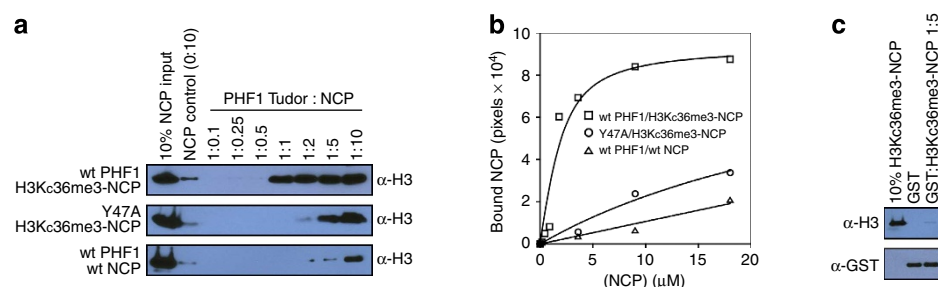 a
10% NCP input
NCP control (0:10)
PHF1 Tudor : NCP
1:0.1
1:0.25
1:0.5
1:1
1:2
1:5
1:10
wt PHF1
H3Kc36me3-NCP
α-H3
Y47A
H3Kc36me3-NCP
α-H3
wt PHF1
wt NCP
α-H3
b
Bound NCP (pixels × 10⁴)
10
8
6
4
2
0
wt PHF1/H3Kc36me3-NCP
Y47A/H3Kc36me3-NCP
wt PHF1/wt NCP
0
5
10
15
20
(NCP) (μM)
c
10% H3Kc36me3-NCP
GST
GST:H3Kc36me3-NCP 1:5
α-H3
α-GST